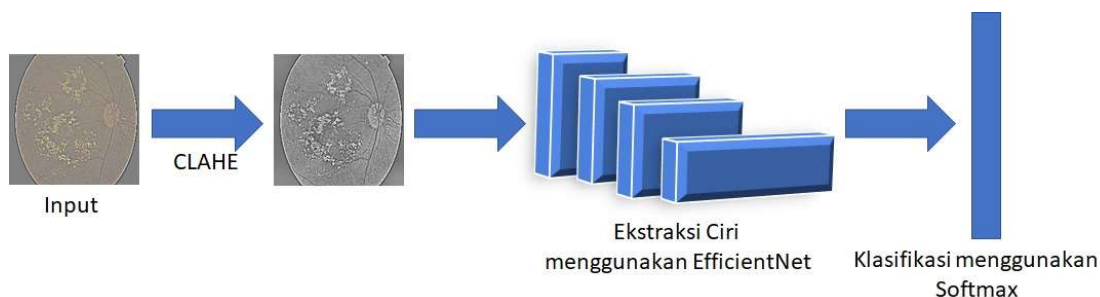 CLAHE
Input
Ekstraksi Ciri
menggunakan EfficientNet
Klasifikasi menggunakan
Softmax